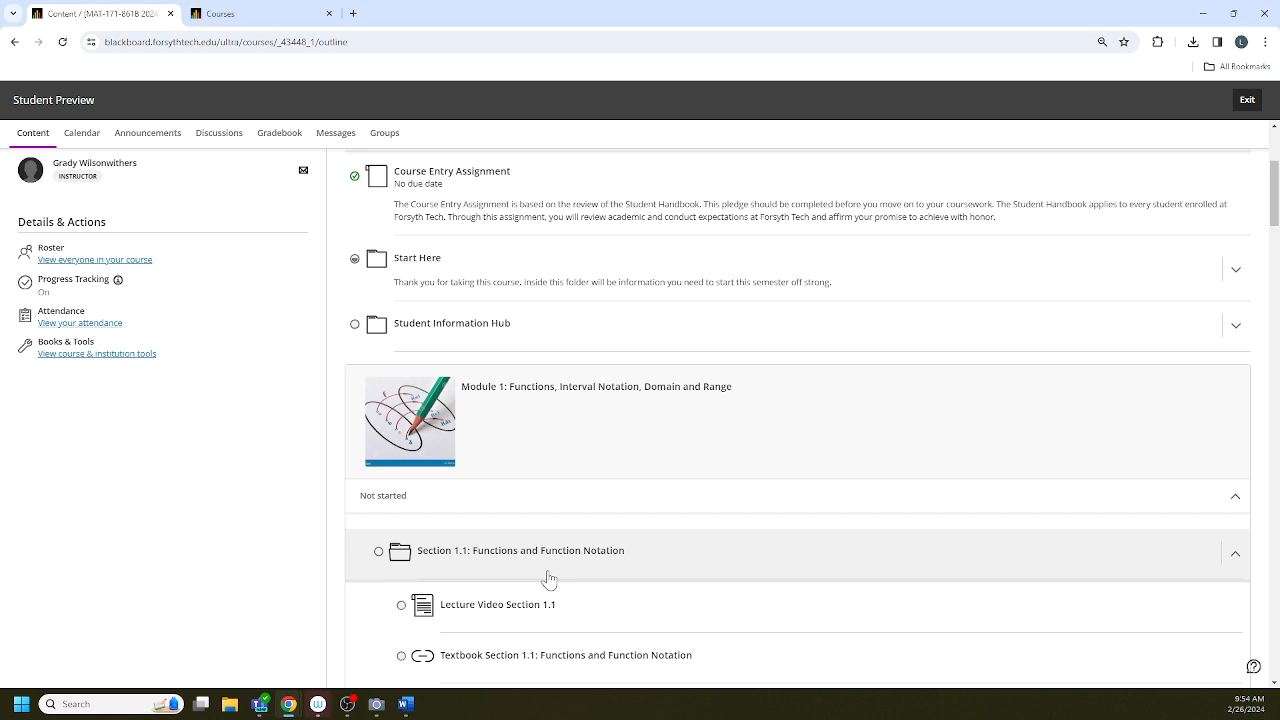 Content / [MAT-171-861B 2024
Courses
blackboard.forsythtech.edu/ultra/courses/_43448_1/outline
All Bookmarks
Student Preview
Exit
Content
Calendar
Announcements
Discussions
Gradebook
Messages
Groups
Grady Wilsonwithers
INSTRUCTOR
Details & Actions
Roster
View everyone in your course
Progress Tracking
On
Attendance
View your attendance
Books & Tools
View course & institution tools
Course Entry Assignment
No due date
The Course Entry Assignment is based on the review of the Student Handbook. This pledge should be completed before you move on to your coursework. The Student Handbook applies to every student enrolled at
Forsyth Tech. Through this assignment, you will review academic and conduct expectations at Forsyth Tech and affirm your promise to achieve with honor.
Start Here
Thank you for taking this course. Inside this folder will be information you need to start this semester off strong.
Student Information Hub
Module 1: Functions, Interval Notation, Domain and Range
Not started
Section 1.1: Functions and Function Notation
Lecture Video Section 1.1
Textbook Section 1.1: Functions and Function Notation
Search
9:54 AM
2/26/2024